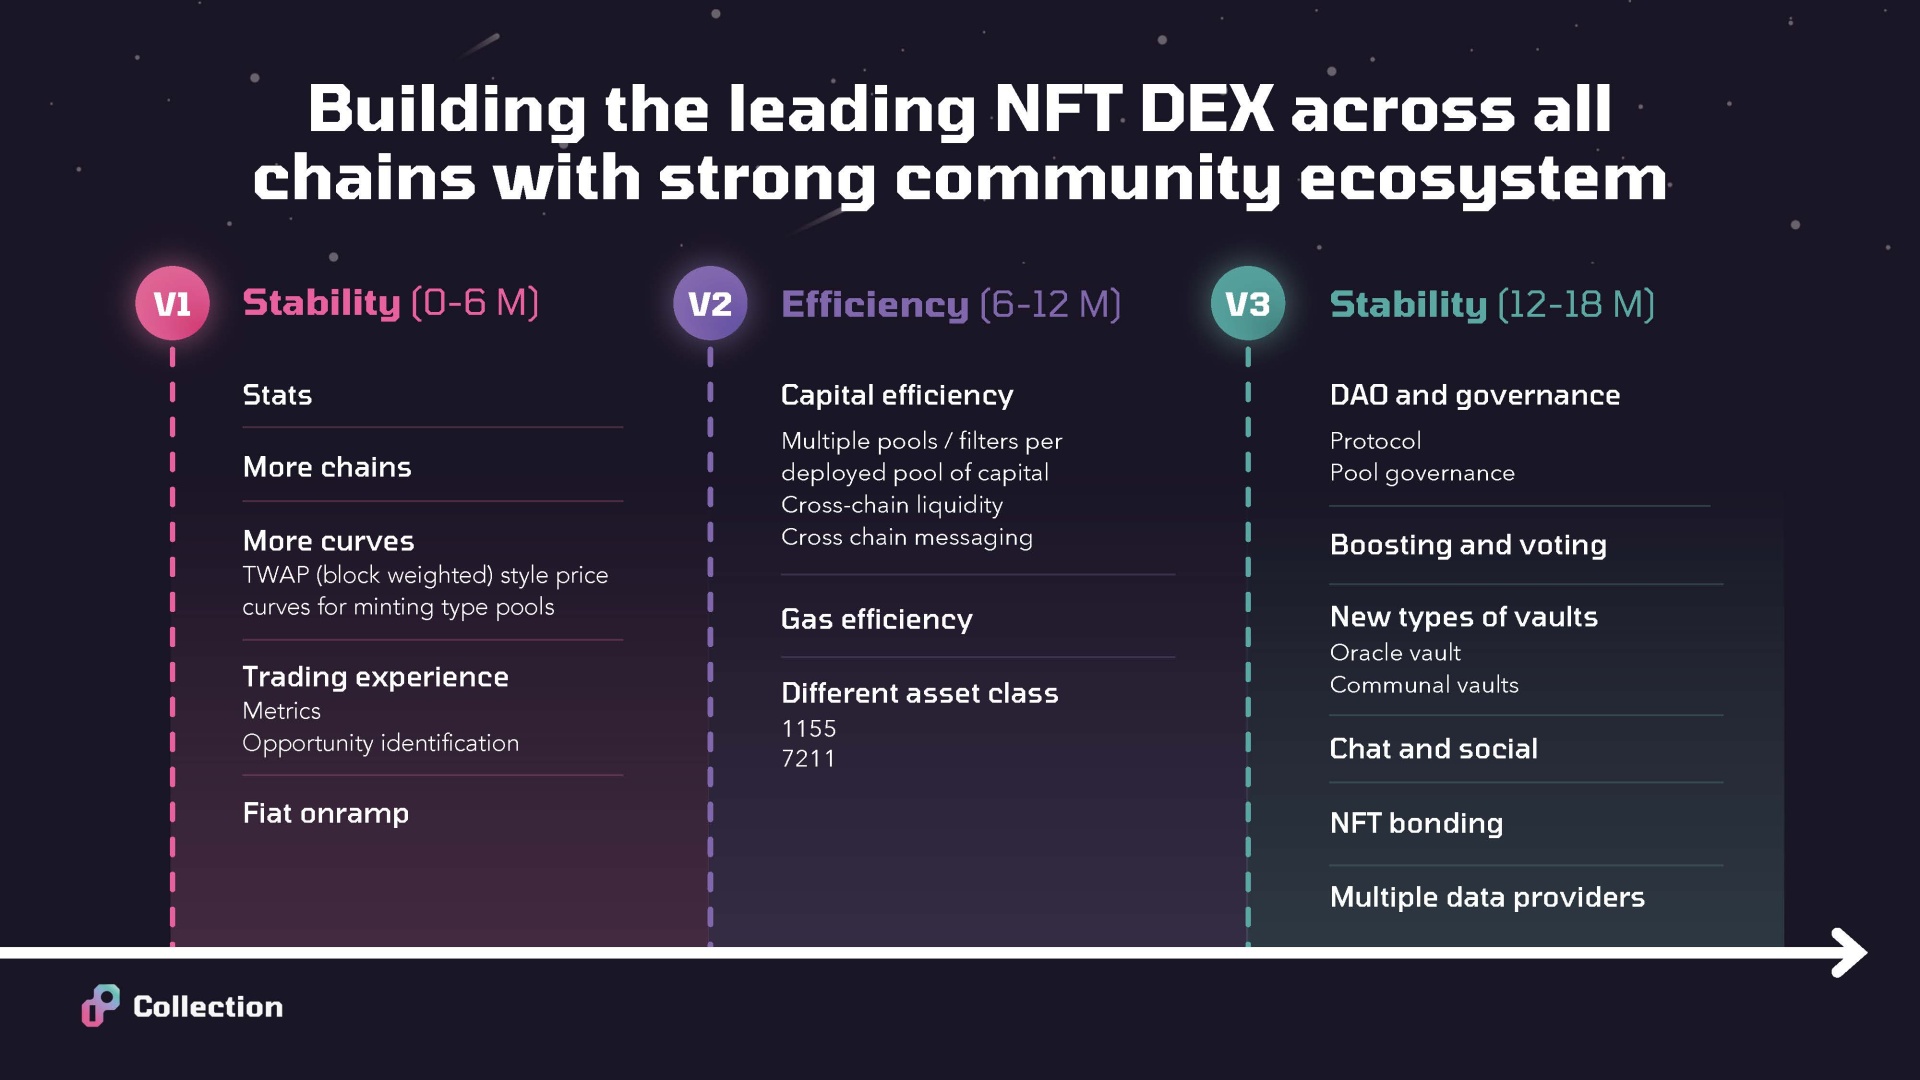 Building the leading NFT DEX across all
chains with strong community ecosystem
V1
Stability (0-6 M)
Stats
More chains
More curves
TWAP (block weighted) style price
curves for minting type pools
Trading experience
Metrics
Opportunity identification
Fiat onramp
V2
Efficiency (6-12 M)
Capital efficiency
Multiple pools / filters per
deployed pool of capital
Cross-chain liquidity
Cross chain messaging
Gas efficiency
Different asset class
1155
7211
V3
Stability (12-18 M)
DAO and governance
Protocol
Pool governance
Boosting and voting
New types of vaults
Oracle vault
Communal vaults
Chat and social
NFT bonding
Multiple data providers
Collection